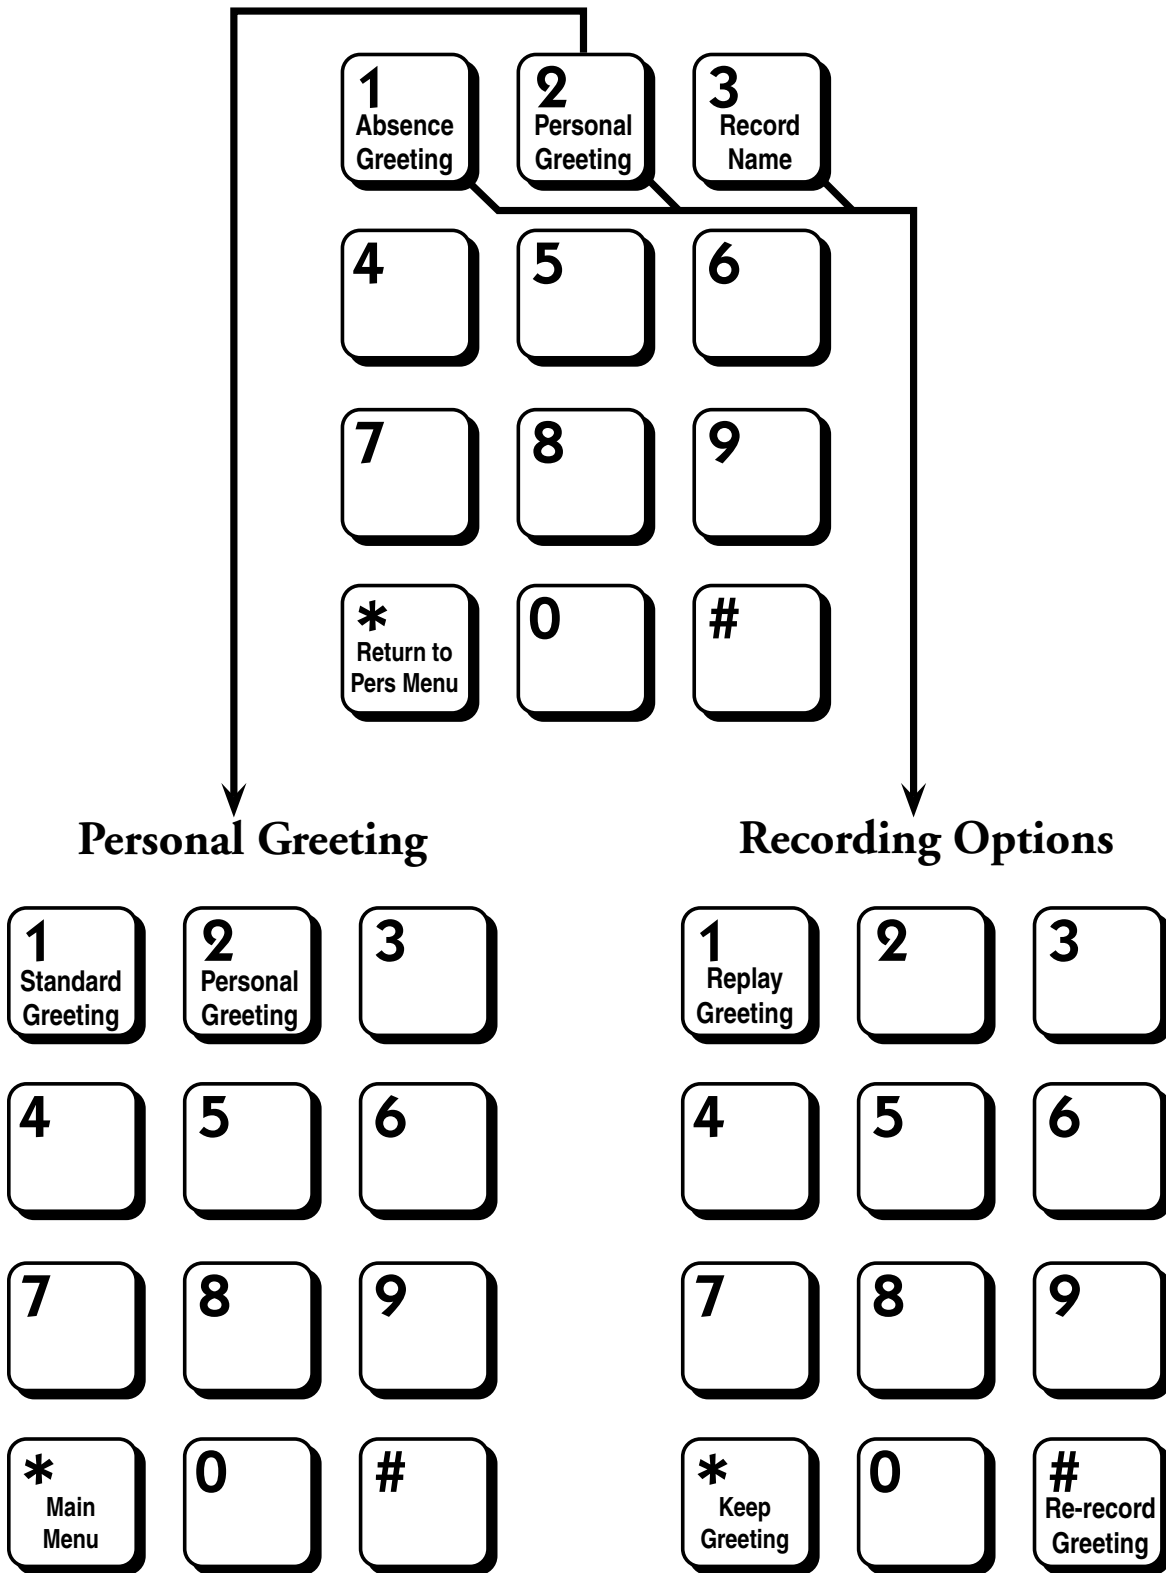 1 2 3
Absence Personal Record
Greeting Greeting Name
4 5 6
7 8 9
* 0 #
Return to
Pers Menu
Personal Greeting
1 2 3
Standard Personal
Greeting Greeting
4 5 6
7 8 9
* 0 #
Main
Menu
Recording Options
1 2 3
Replay
Greeting
4 5 6
7 8 9
* 0 #
Keep Re-record
Greeting Greeting